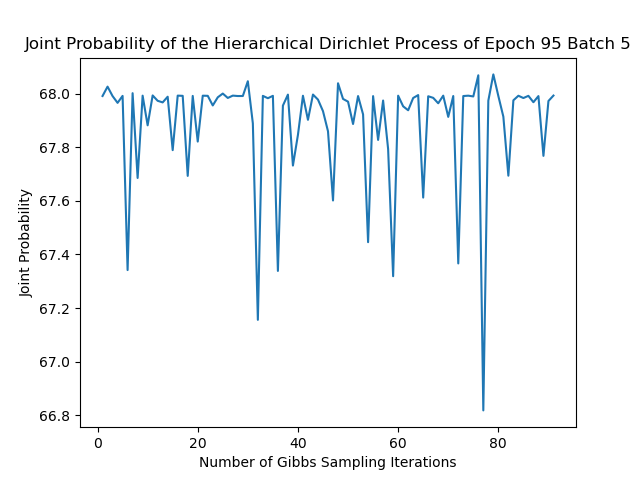 Joint Probability of the Hierarchical Dirichlet Process of Epoch 95 Batch 5
Joint Probability
68.0
67.8
67.6
67.4
67.2
67.0
66.8
0 20 40 60 80
Number of Gibbs Sampling Iterations